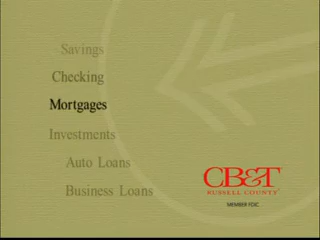 Savings
Checking
Mortgages
Investments
Auto Loans
Business Loans
CB&T
RUSSELL COUNTY
MEMBER FDIC